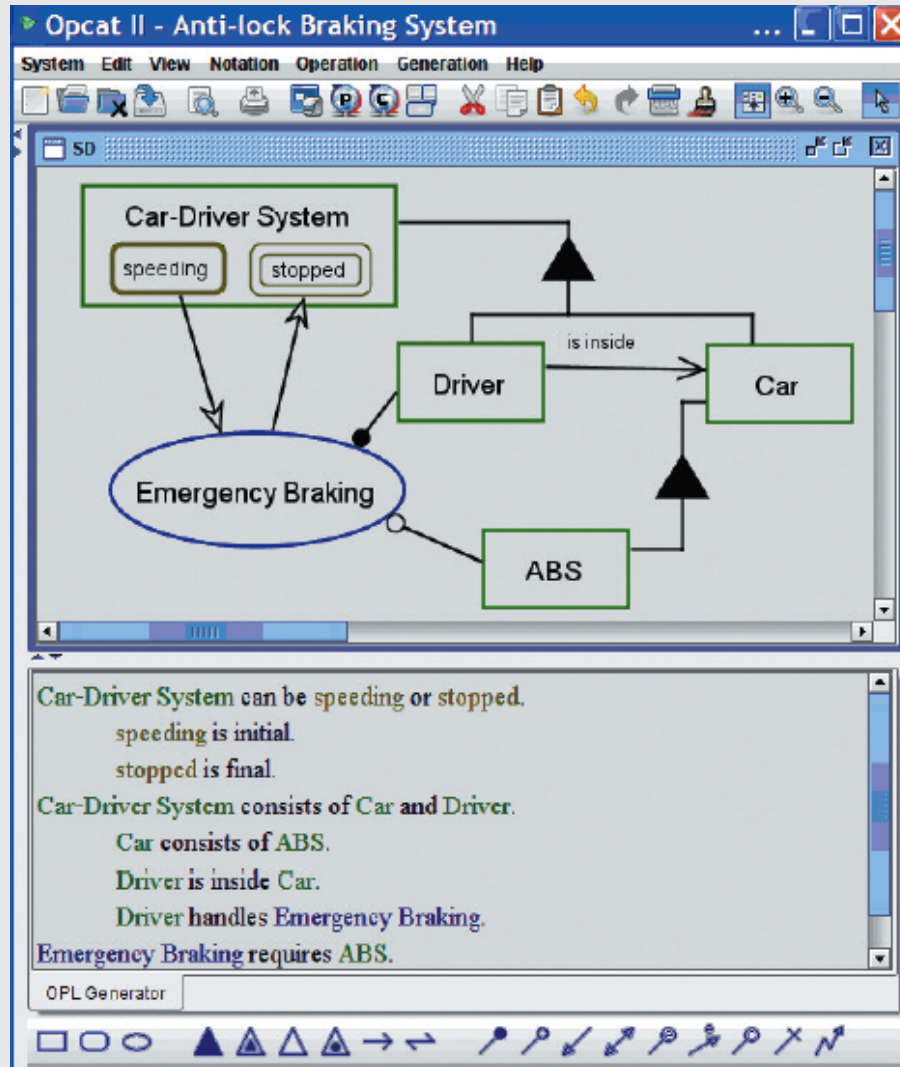 Opcat II - Anti-lock Braking System ...
System Edit View Notation Operation Generation Help
SD
Car-Driver System
speeding
stopped
is inside
Driver
Car
Emergency Braking
ABS
Car-Driver System can be speeding or stopped.
speeding is initial.
stopped is final.
Car-Driver System consists of Car and Driver.
Car consists of ABS.
Driver is inside Car.
Driver handles Emergency Braking.
Emergency Braking requires ABS.
OPL Generator